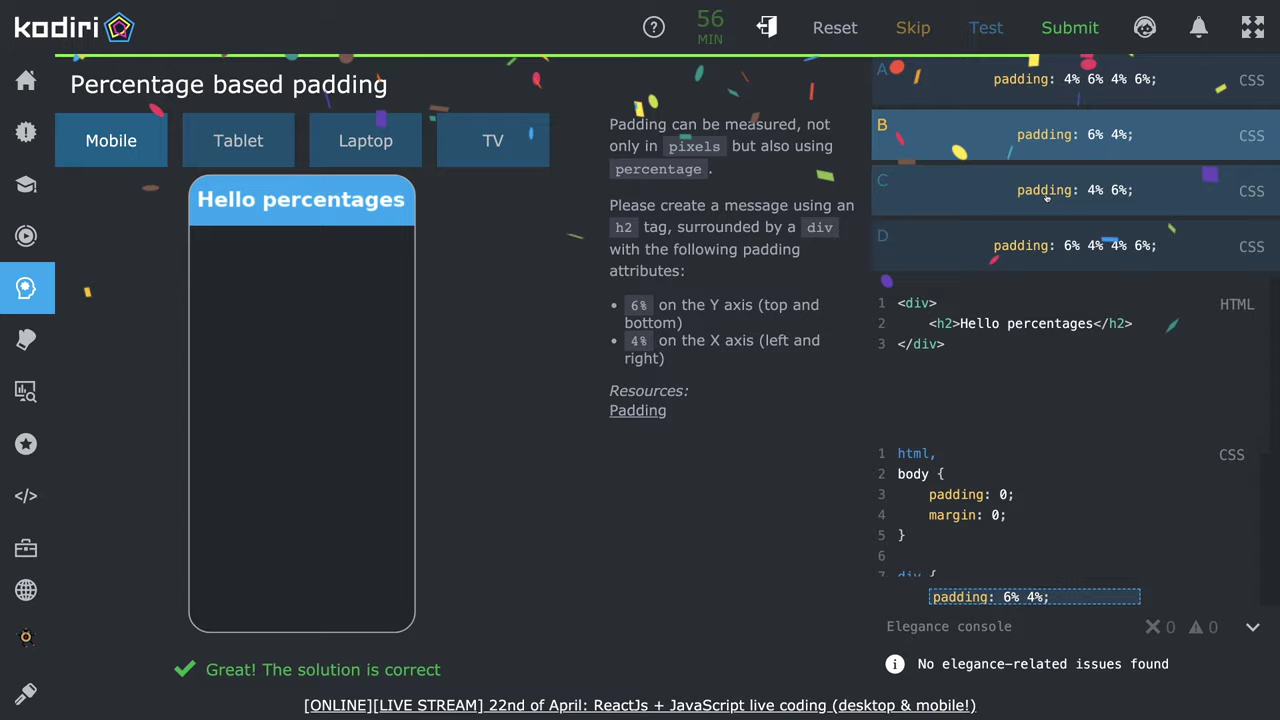 kodiri
56
MIN
Reset
Skip
Test
Submit
Percentage based padding
Mobile
Tablet
Laptop
TV
Hello percentages
Padding can be measured, not
only in pixels but also using
percentage .
Please create a message using an
h2 tag, surrounded by a div
with the following padding
attributes:
• 6% on the Y axis (top and
bottom)
• 4% on the X axis (left and
right)
Resources:
Padding
A
padding: 4% 6% 4% 6%;
CSS
B
padding: 6% 4%;
CSS
C
padding: 4% 6%;
CSS
D
padding: 6% 4% 4% 6%;
CSS
1 <div>
HTML
2 <h2>Hello percentages</h2>
3 </div>
1 html,
CSS
2 body {
3 padding: 0;
4 margin: 0;
5 }
6
7 div {
padding: 6% 4%;
Elegance console
0
0
No elegance-related issues found
Great! The solution is correct
[ONLINE][LIVE STREAM] 22nd of April: ReactJs + JavaScript live coding (desktop & mobile!)